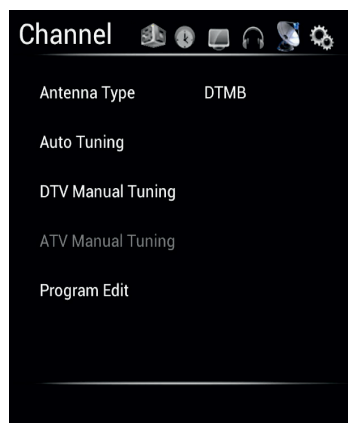 Channel
Antenna Type DTMB
Auto Tuning
DTV Manual Tuning
ATV Manual Tuning
Program Edit